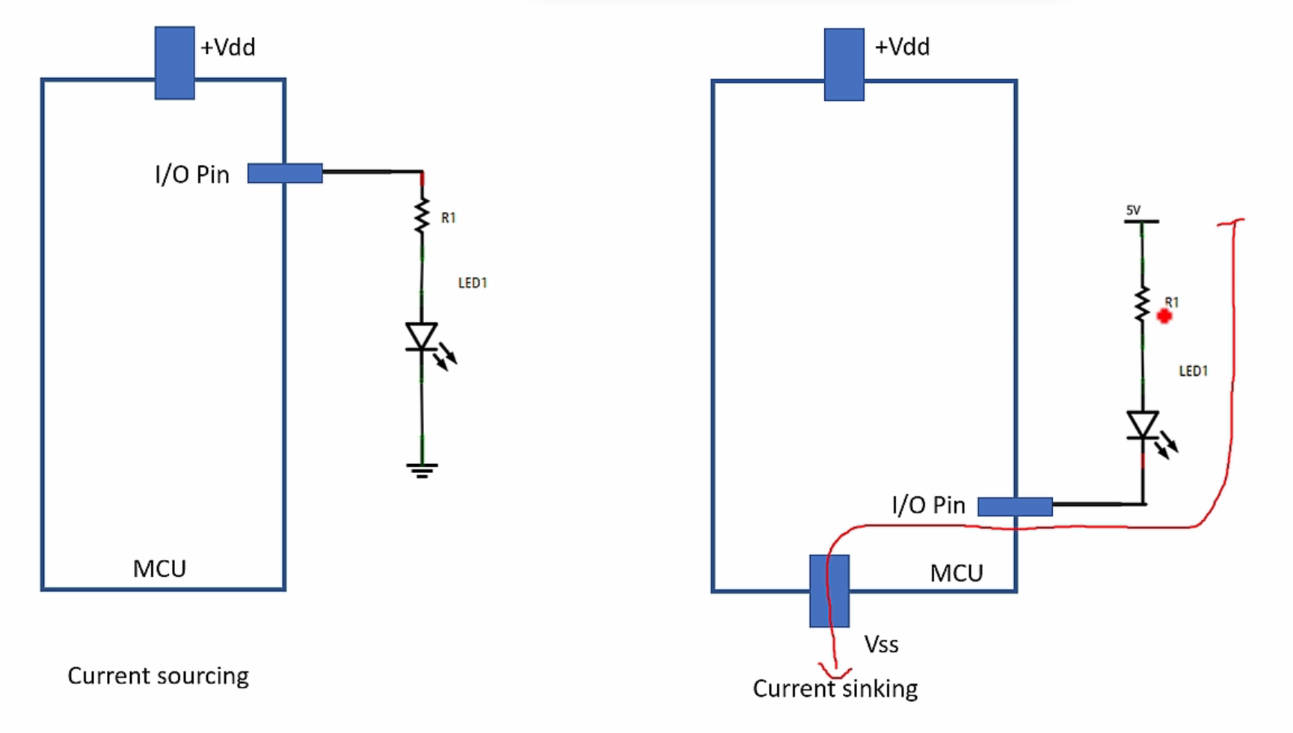 +Vdd
I/O Pin
R1
LED1
MCU
Current sourcing
+Vdd
5V
R1
LED1
I/O Pin
MCU
Vss
Current sinking